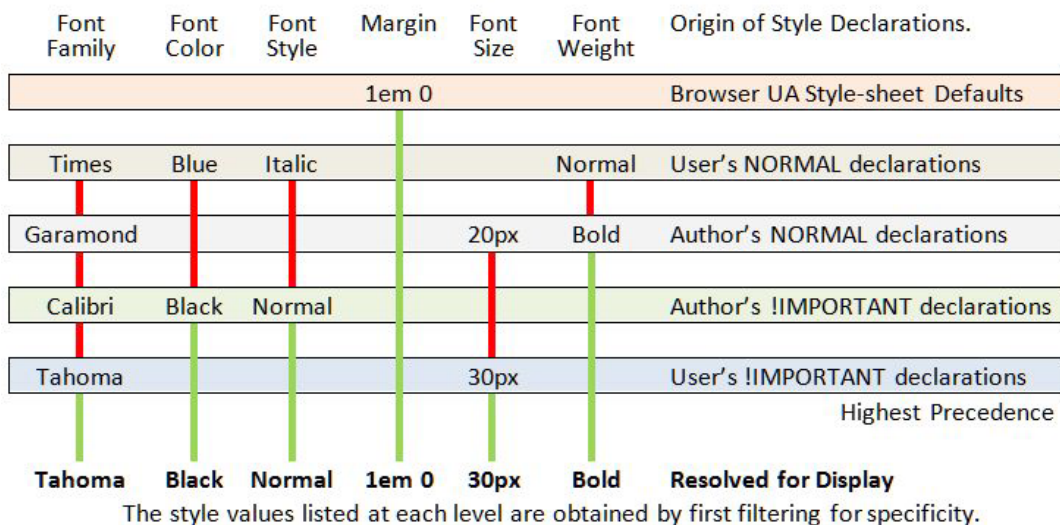 Font Family Font Color Font Style Margin Font Size Font Weight Origin of Style Declarations.
1em 0 Browser UA Style-sheet Defaults
Times Blue Italic Normal User's NORMAL declarations
Garamond 20px Bold Author's NORMAL declarations
Calibri Black Normal Author's !IMPORTANT declarations
Tahoma 30px User's !IMPORTANT declarations
Highest Precedence
Tahoma Black Normal 1em 0 30px Bold Resolved for Display
The style values listed at each level are obtained by first filtering for specificity.